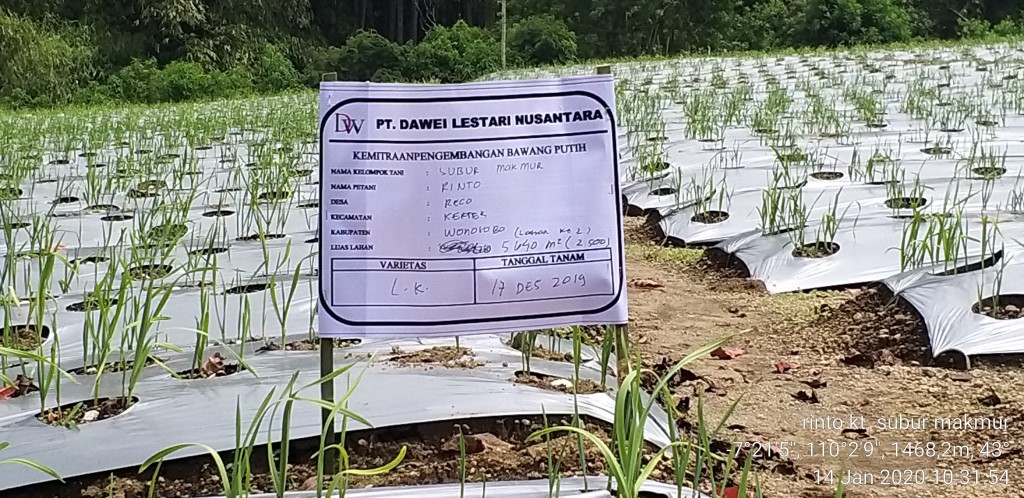 DW PT. DAWEI LESTARI NUSANTARA
KEMITRAANPENGEMBANGAN BAWANG PUTIH
NAMA KELOMPOK TANI : SUBUR MAKMUR
NAMA PETANI : RINTO
DESA : RECO
KECAMATAN : KERTEK
KABUPATEN : WONOSOBO (Lahan ke 2)
LUAS LAHAN : 5640 m² (2.500)
VARIETAS TANGGAL TANAM
L.K. 17 DES 2019
rinto kt, subur makmur
7°21'5", 110°2'9", 1468,2m, 43°
14 Jan 2020 10:31:54